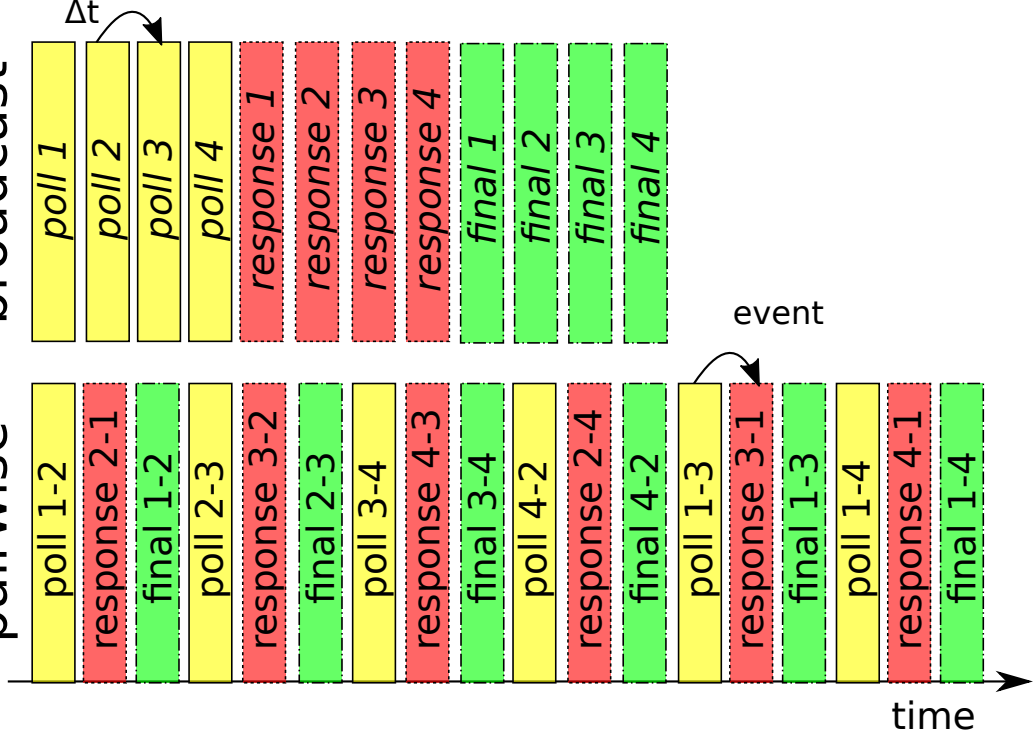 Δt
broadcast
poll 1
poll 2
poll 3
poll 4
response 1
response 2
response 3
response 4
final 1
final 2
final 3
final 4
event
pairwise
poll 1-2
response 2-1
final 1-2
poll 2-3
response 3-2
final 2-3
poll 3-4
response 4-3
final 3-4
poll 4-2
response 2-4
final 4-2
poll 1-3
response 3-1
final 1-3
poll 1-4
response 4-1
final 1-4
time